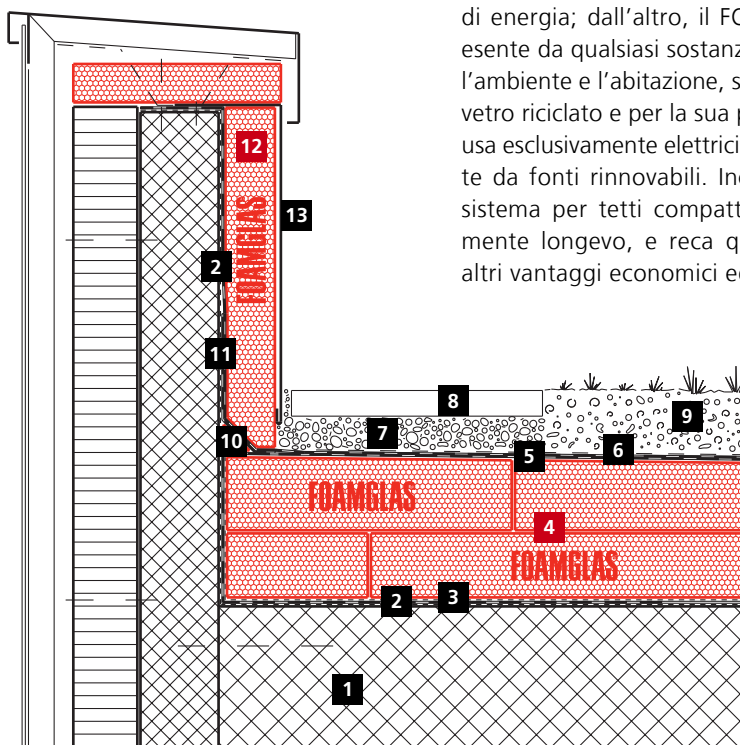 di energia; dall’altro, il FO
esente da qualsiasi sostanz
l’ambiente e l’abitazione, s
vetro riciclato e per la sua p
usa esclusivamente elettrici
te da fonti rinnovabili. In
sistema per tetti compatt
mente longevo, e reca q
altri vantaggi economici e
12
FOAMGLAS
13
2
11
10
8
7
9
6
5
FOAMGLAS
4
FOAMGLAS
2
3
1